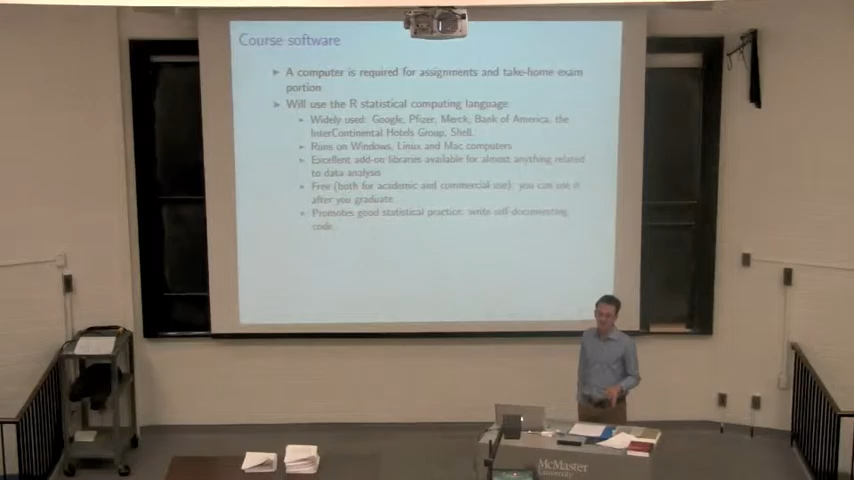 Course software
▸ A computer is required for assignments and take-home exam
portion
▸ Will use the R statistical computing language
▸ Widely used: Google, Pfizer, Merck, Bank of America, the
InterContinental Hotels Group, Shell.
▸ Runs on Windows, Linux and Mac computers
▸ Excellent add-on libraries available for almost anything related
to data analysis
▸ Free (both for academic and commercial use): you can use it
after you graduate
▸ Promotes good statistical practice: write self-documenting
code.
McMaster
University